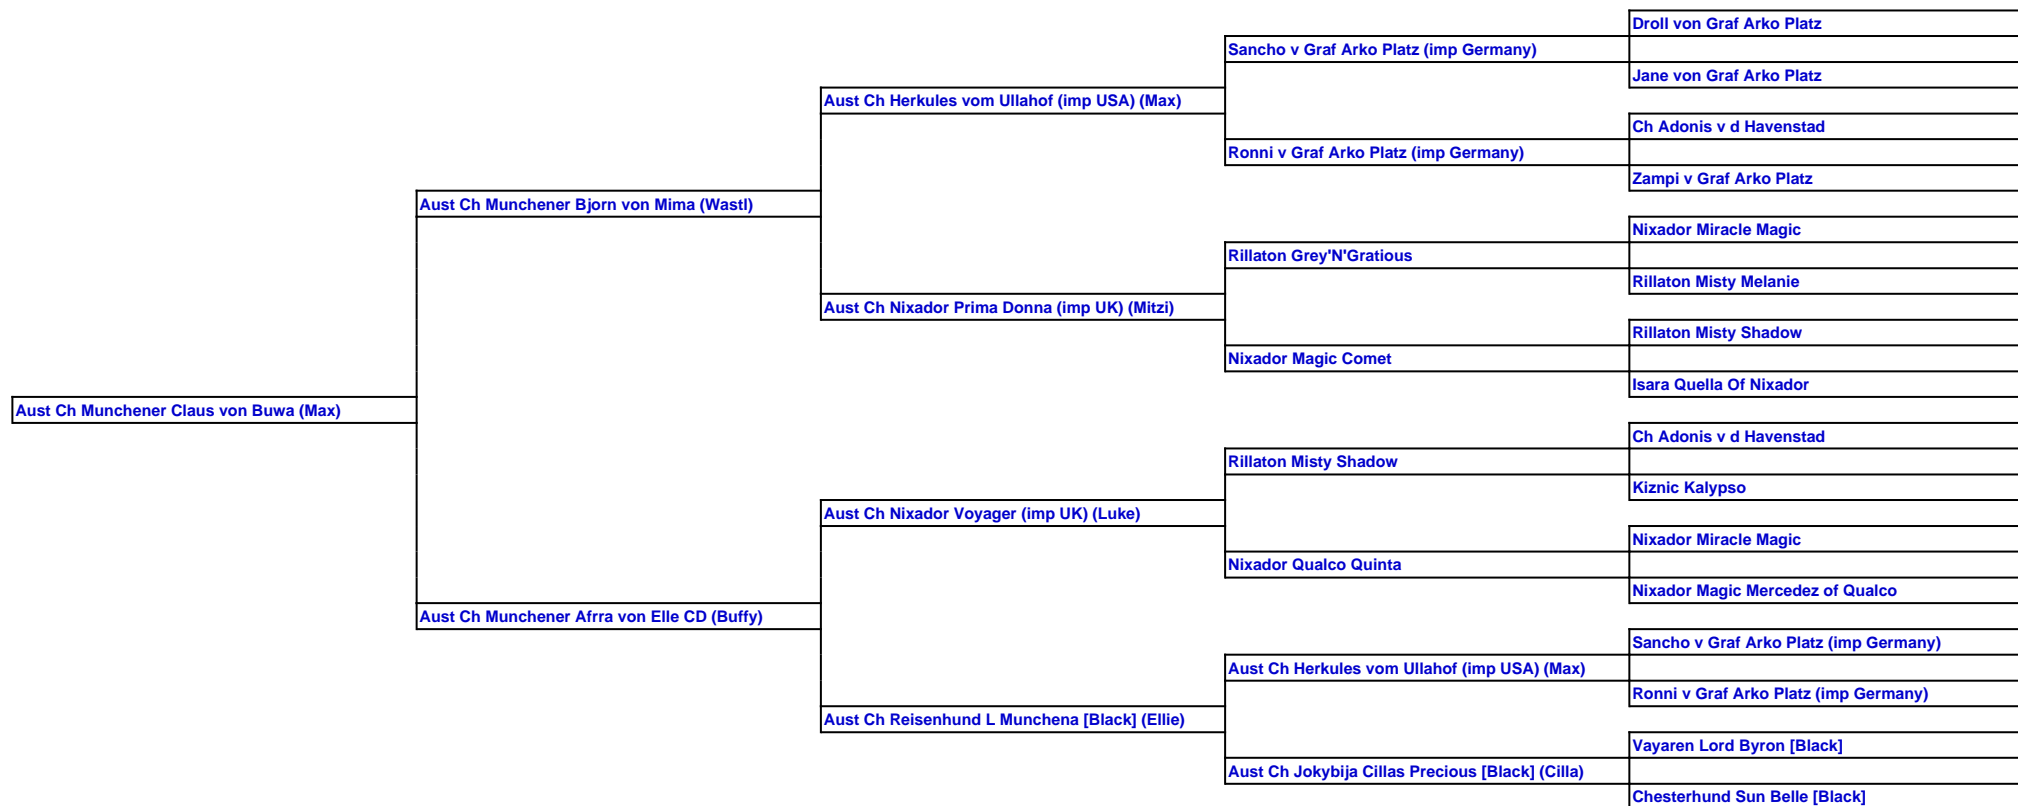 Droll von Graf Arko Platz
Sancho v Graf Arko Platz (imp Germany)
Jane von Graf Arko Platz
Aust Ch Herkules vom Ullahof (imp USA) (Max)
Ch Adonis v d Havenstad
Ronni v Graf Arko Platz (imp Germany)
Zampi v Graf Arko Platz
Aust Ch Munchener Bjorn von Mima (Wastl)
Nixador Miracle Magic
Rillaton Grey'N'Gratious
Rillaton Misty Melanie
Aust Ch Nixador Prima Donna (imp UK) (Mitzi)
Rillaton Misty Shadow
Nixador Magic Comet
Isara Quella Of Nixador
Aust Ch Munchener Claus von Buwa (Max)
Ch Adonis v d Havenstad
Rillaton Misty Shadow
Kiznic Kalypso
Aust Ch Nixador Voyager (imp UK) (Luke)
Nixador Miracle Magic
Nixador Qualco Quinta
Nixador Magic Mercedez of Qualco
Aust Ch Munchener Afrra von Elle CD (Buffy)
Sancho v Graf Arko Platz (imp Germany)
Aust Ch Herkules vom Ullahof (imp USA) (Max)
Ronni v Graf Arko Platz (imp Germany)
Aust Ch Reisenhund L Munchena [Black] (Ellie)
Vayaren Lord Byron [Black]
Aust Ch Jokybija Cillas Precious [Black] (Cilla)
Chesterhund Sun Belle [Black]